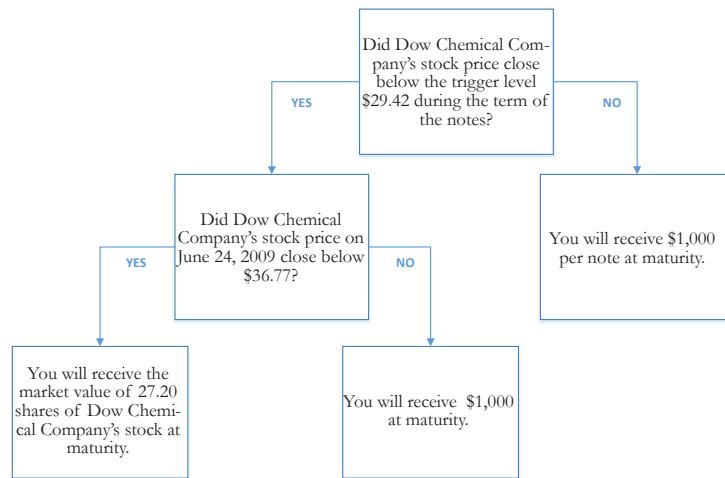 Did Dow Chemical Com-
pany's stock price close
below the trigger level
$29.42 during the term of
the notes?
YES
NO
Did Dow Chemical
Company's stock price on
June 24, 2009 close below
$36.77?
You will receive $1,000
per note at maturity.
YES
NO
You will receive the
market value of 27.20
shares of Dow Chemi-
cal Company's stock at
maturity.
You will receive $1,000
at maturity.